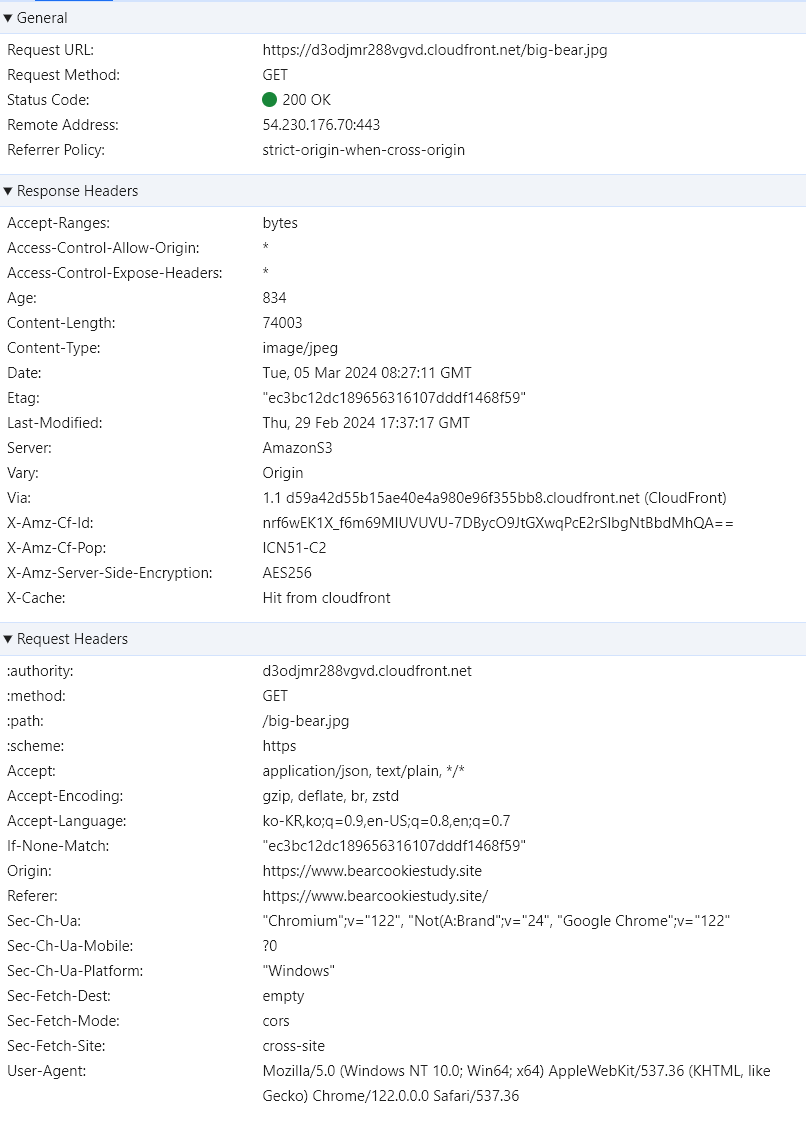 General
Request URL: https://d3odjmr288vgvd.cloudfront.net/big-bear.jpg
Request Method: GET
Status Code: 200 OK
Remote Address: 54.230.176.70:443
Referrer Policy: strict-origin-when-cross-origin
Response Headers
Accept-Ranges: bytes
Access-Control-Allow-Origin: *
Access-Control-Expose-Headers: *
Age: 834
Content-Length: 74003
Content-Type: image/jpeg
Date: Tue, 05 Mar 2024 08:27:11 GMT
Etag: "ec3bc12dc189656316107dddf1468f59"
Last-Modified: Thu, 29 Feb 2024 17:37:17 GMT
Server: AmazonS3
Vary: Origin
Via: 1.1 d59a42d55b15ae40e4a980e96f355bb8.cloudfront.net (CloudFront)
X-Amz-Cf-Id: nrf6wEK1X_f6m69MIUVUVU-7DBycO9JtGXwqPcE2rSIbgNtBbdMhQA==
X-Amz-Cf-Pop: ICN51-C2
X-Amz-Server-Side-Encryption: AES256
X-Cache: Hit from cloudfront
Request Headers
:authority: d3odjmr288vgvd.cloudfront.net
:method: GET
:path: /big-bear.jpg
:scheme: https
Accept: application/json, text/plain, */*
Accept-Encoding: gzip, deflate, br, zstd
Accept-Language: ko-KR,ko;q=0.9,en-US;q=0.8,en;q=0.7
If-None-Match: "ec3bc12dc189656316107dddf1468f59"
Origin: https://www.bearcookiestudy.site
Referer: https://www.bearcookiestudy.site/
Sec-Ch-Ua: "Chromium";v="122", "Not(A:Brand";v="24", "Google Chrome";v="122"
Sec-Ch-Ua-Mobile: ?0
Sec-Ch-Ua-Platform: "Windows"
Sec-Fetch-Dest: empty
Sec-Fetch-Mode: cors
Sec-Fetch-Site: cross-site
User-Agent: Mozilla/5.0 (Windows NT 10.0; Win64; x64) AppleWebKit/537.36 (KHTML, like
Gecko) Chrome/122.0.0.0 Safari/537.36